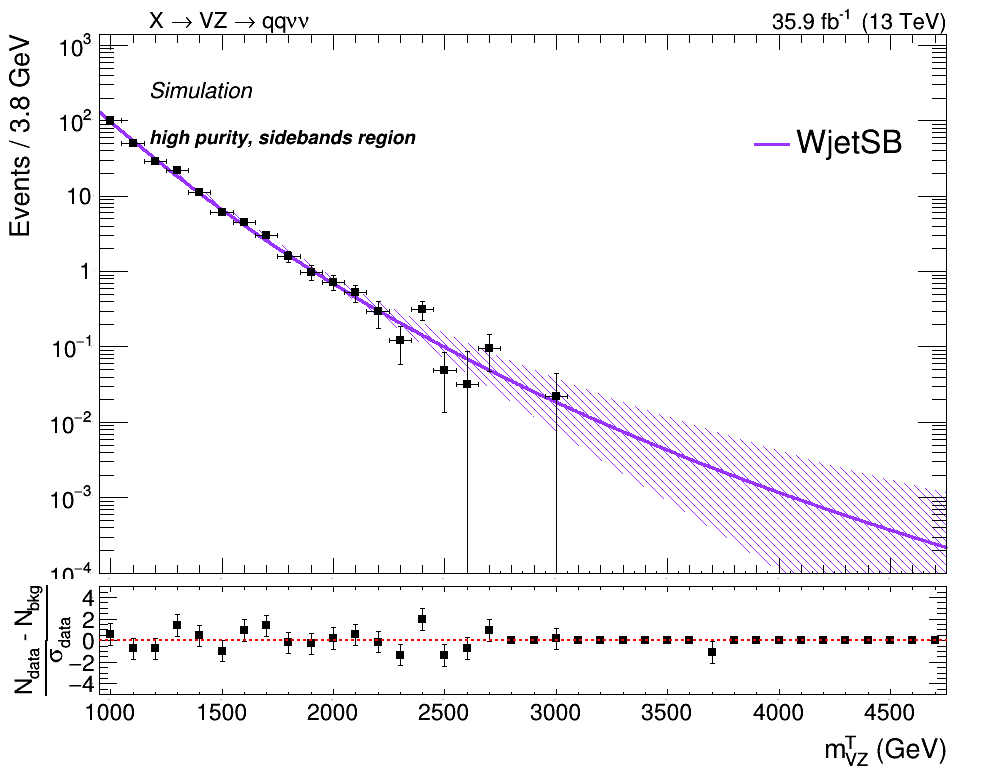 X → VZ → qqνν
35.9 fb⁻¹ (13 TeV)
Events / 3.8 GeV
10³
10²
10
1
10⁻¹
10⁻²
10⁻³
10⁻⁴
Simulation
high purity, sidebands region
WjetSB
N_data - N_bkg
σ_data
4
2
0
−2
−4
1000 1500 2000 2500 3000 3500 4000 4500
m^T_VZ (GeV)